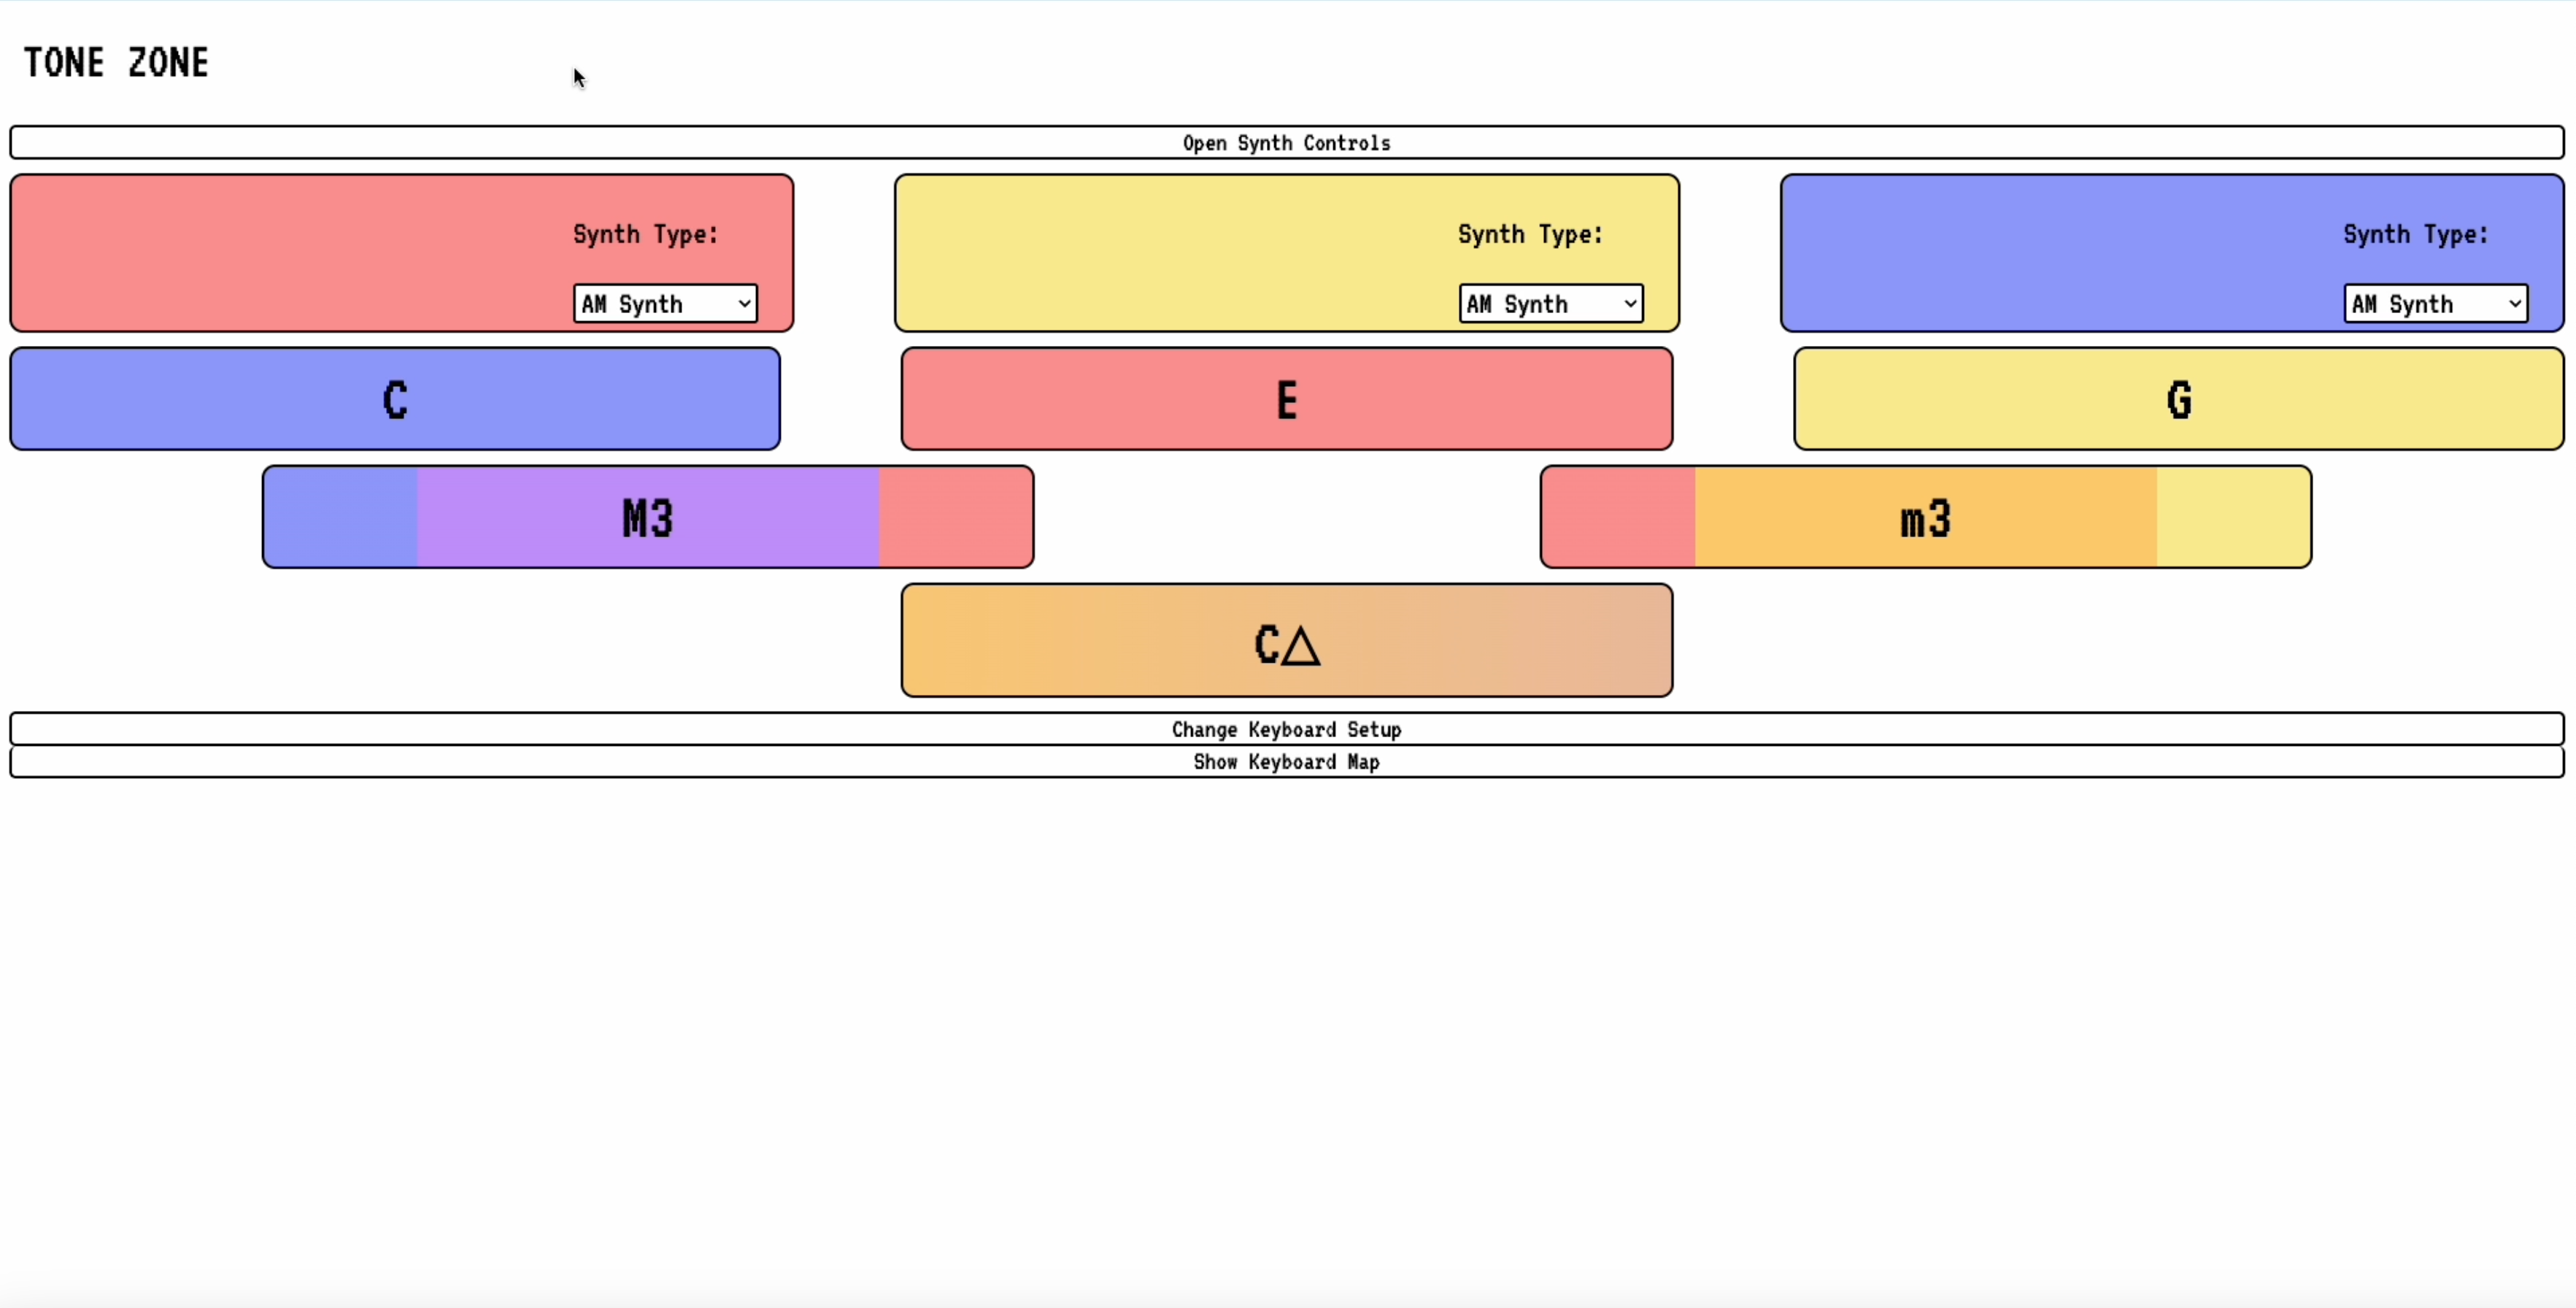 TONE ZONE
Open Synth Controls
Synth Type: Synth Type: Synth Type:
AM Synth AM Synth AM Synth
C E G
M3 m3
C△
Change Keyboard Setup
Show Keyboard Map